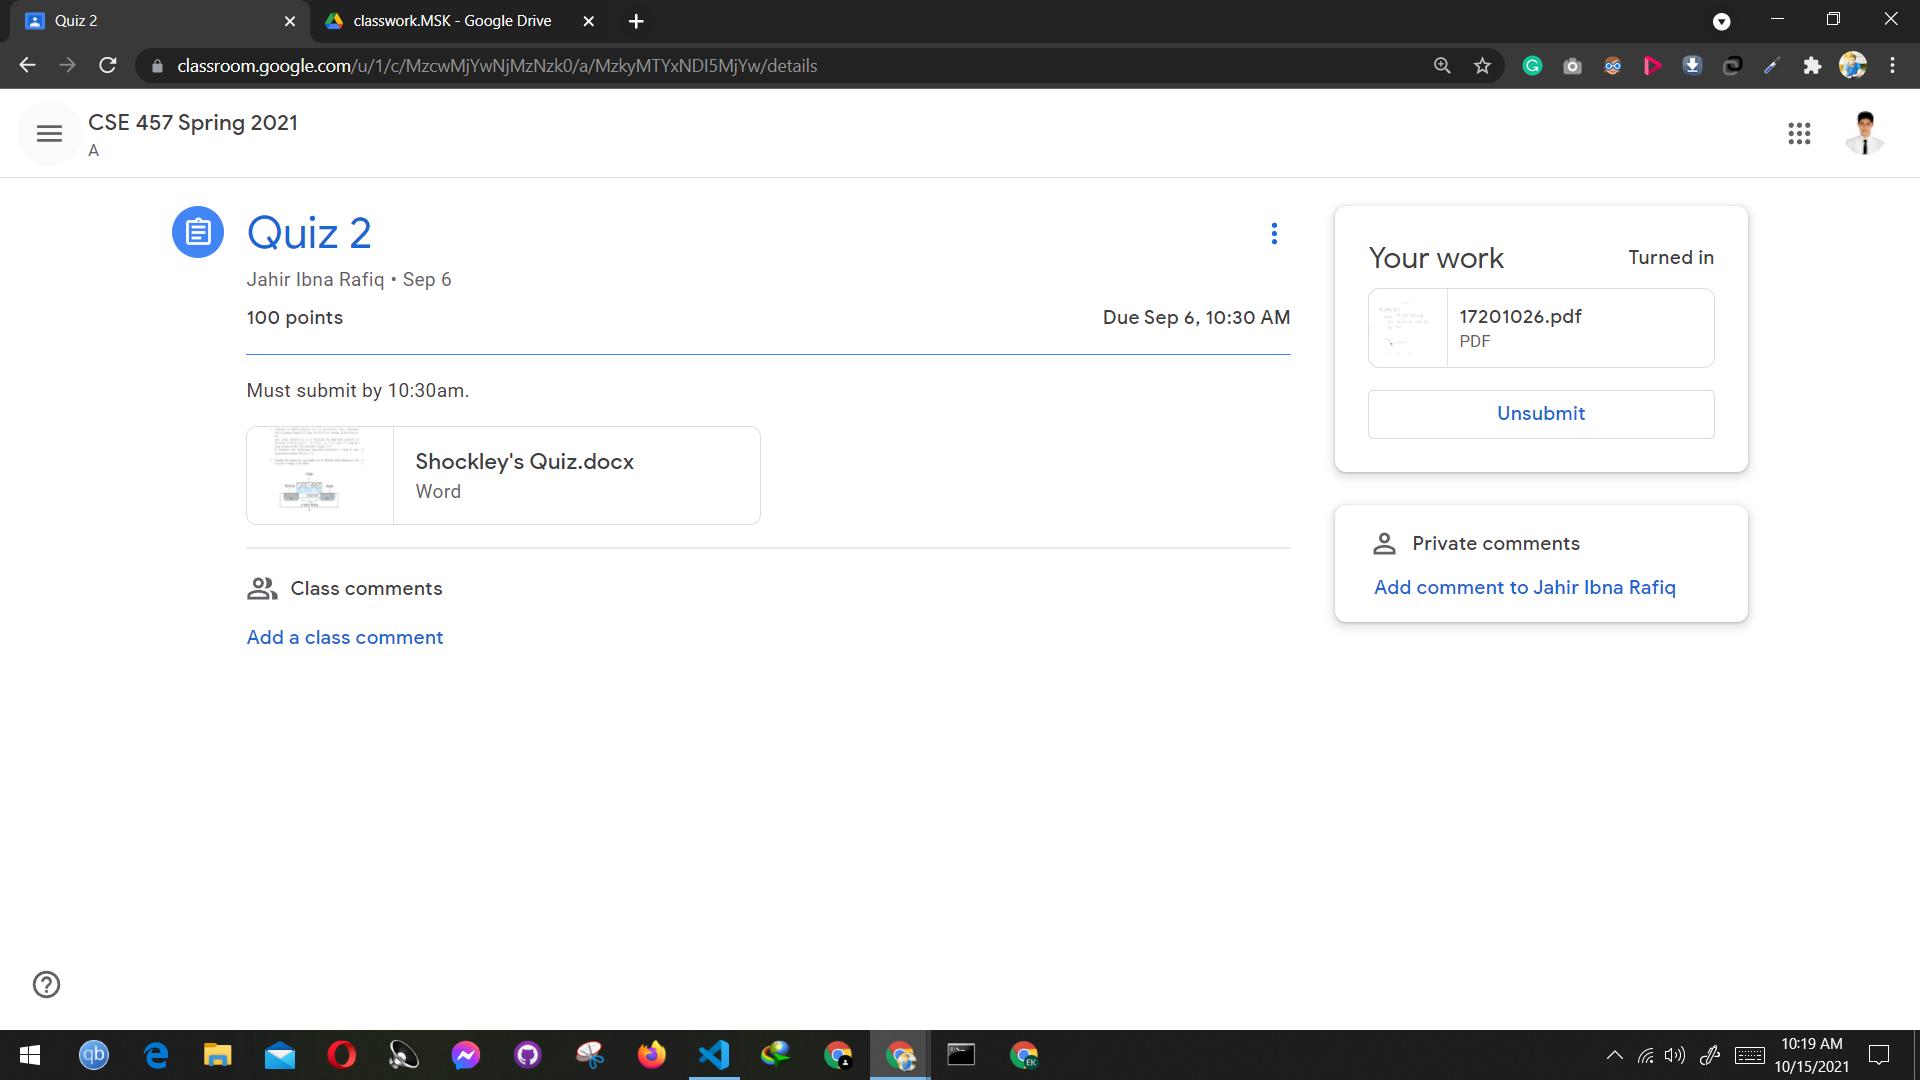 Quiz 2
classwork.MSK - Google Drive
classroom.google.com/u/1/c/MzcwMjYwNjMzNzk0/a/MzkyMTYxNDI5MjYw/details
CSE 457 Spring 2021
A
Quiz 2
Jahir Ibna Rafiq • Sep 6
100 points
Due Sep 6, 10:30 AM
Must submit by 10:30am.
Shockley's Quiz.docx
Word
Class comments
Add a class comment
Your work
Turned in
17201026.pdf
PDF
Unsubmit
Private comments
Add comment to Jahir Ibna Rafiq
qb
EK
10:19 AM
10/15/2021